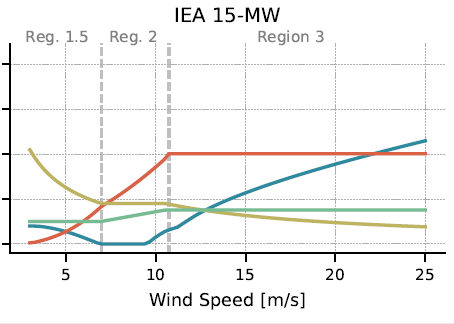 IEA 15-MW
Reg. 1.5 Reg. 2 Region 3
5 10 15 20 25
Wind Speed [m/s]